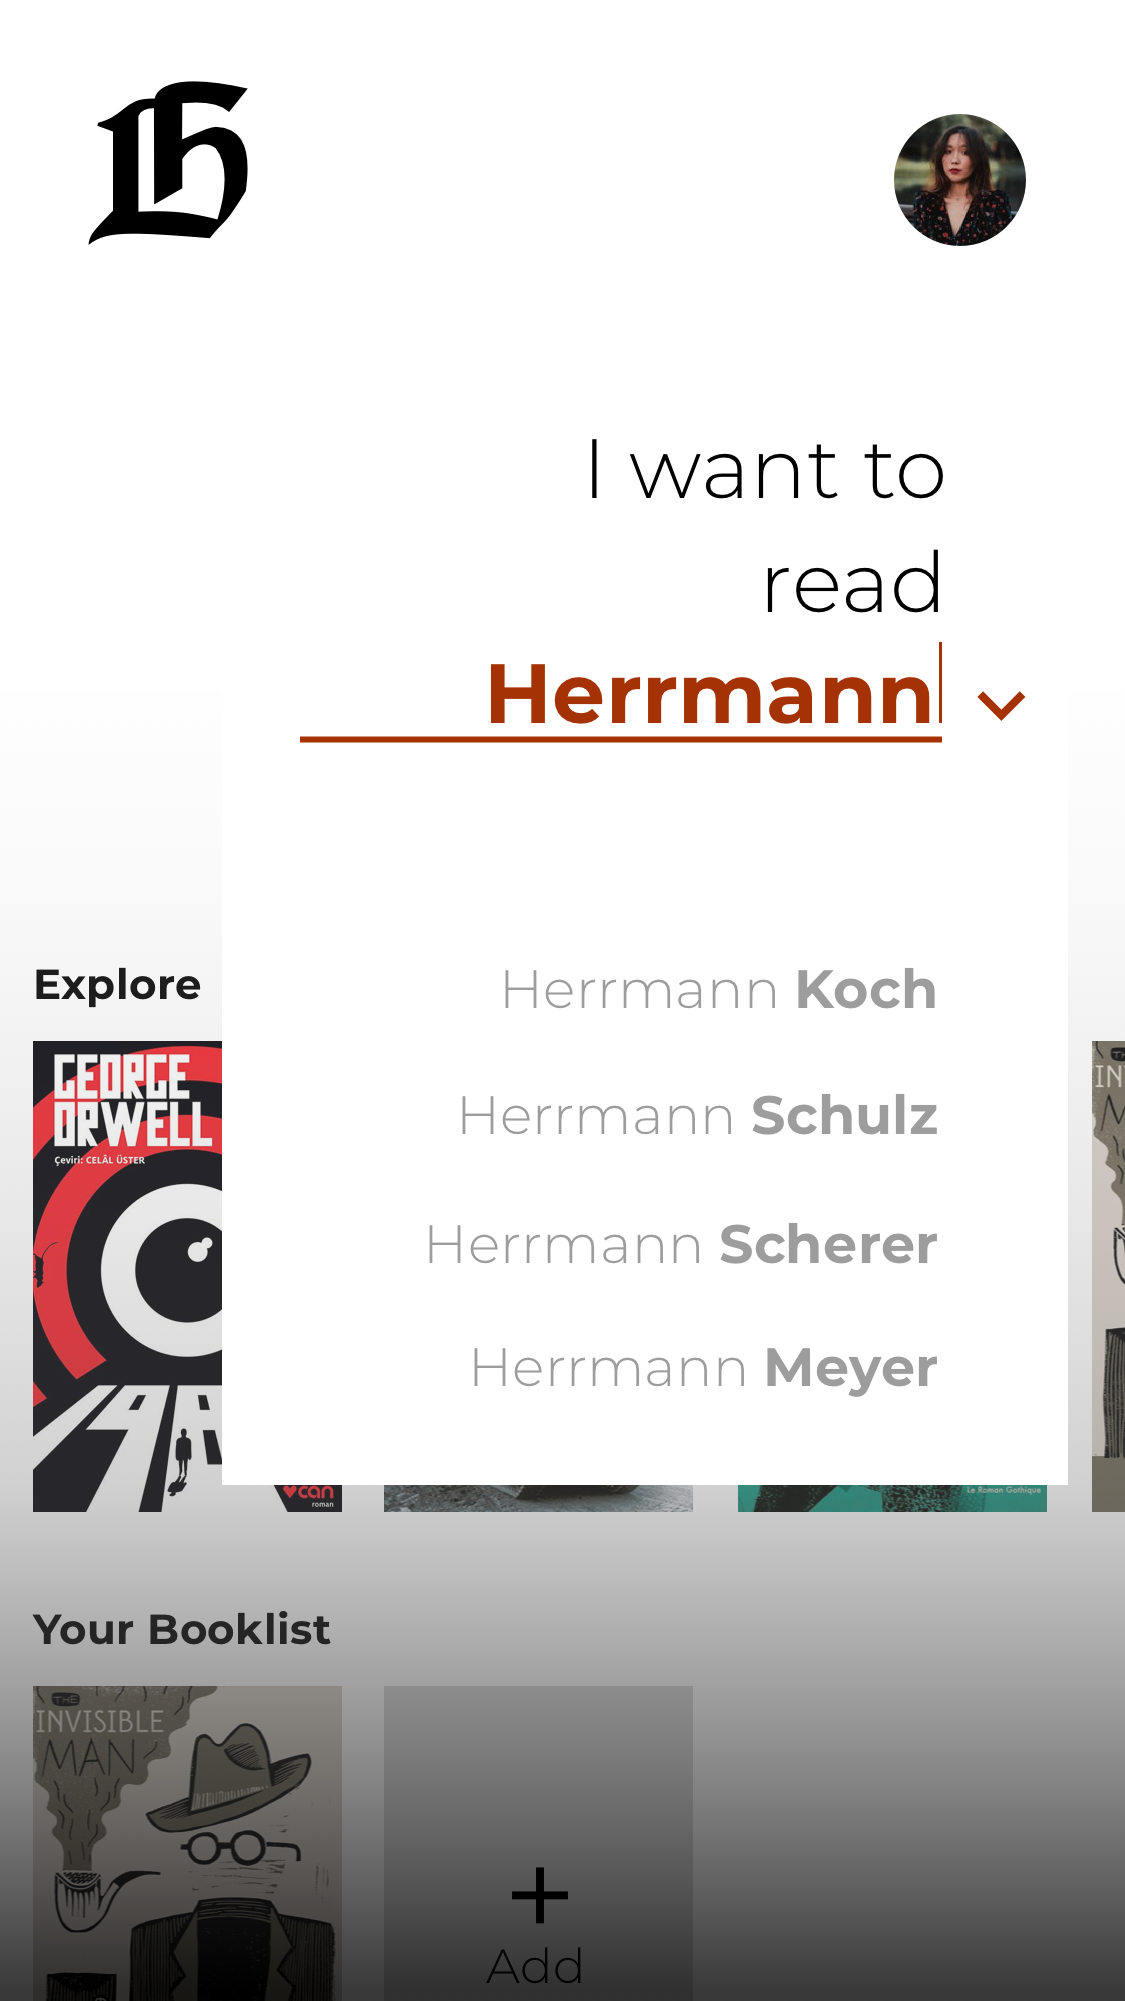 I want to
read
Herrmann
Explore
Herrmann Koch
Herrmann Schulz
Herrmann Scherer
Herrmann Meyer
GEORGE
ORWELL
Çeviri: CELÂL ÜSTER
can
roman
Le Roman Gothique
Your Booklist
THE
INVISIBLE
MAN
Add